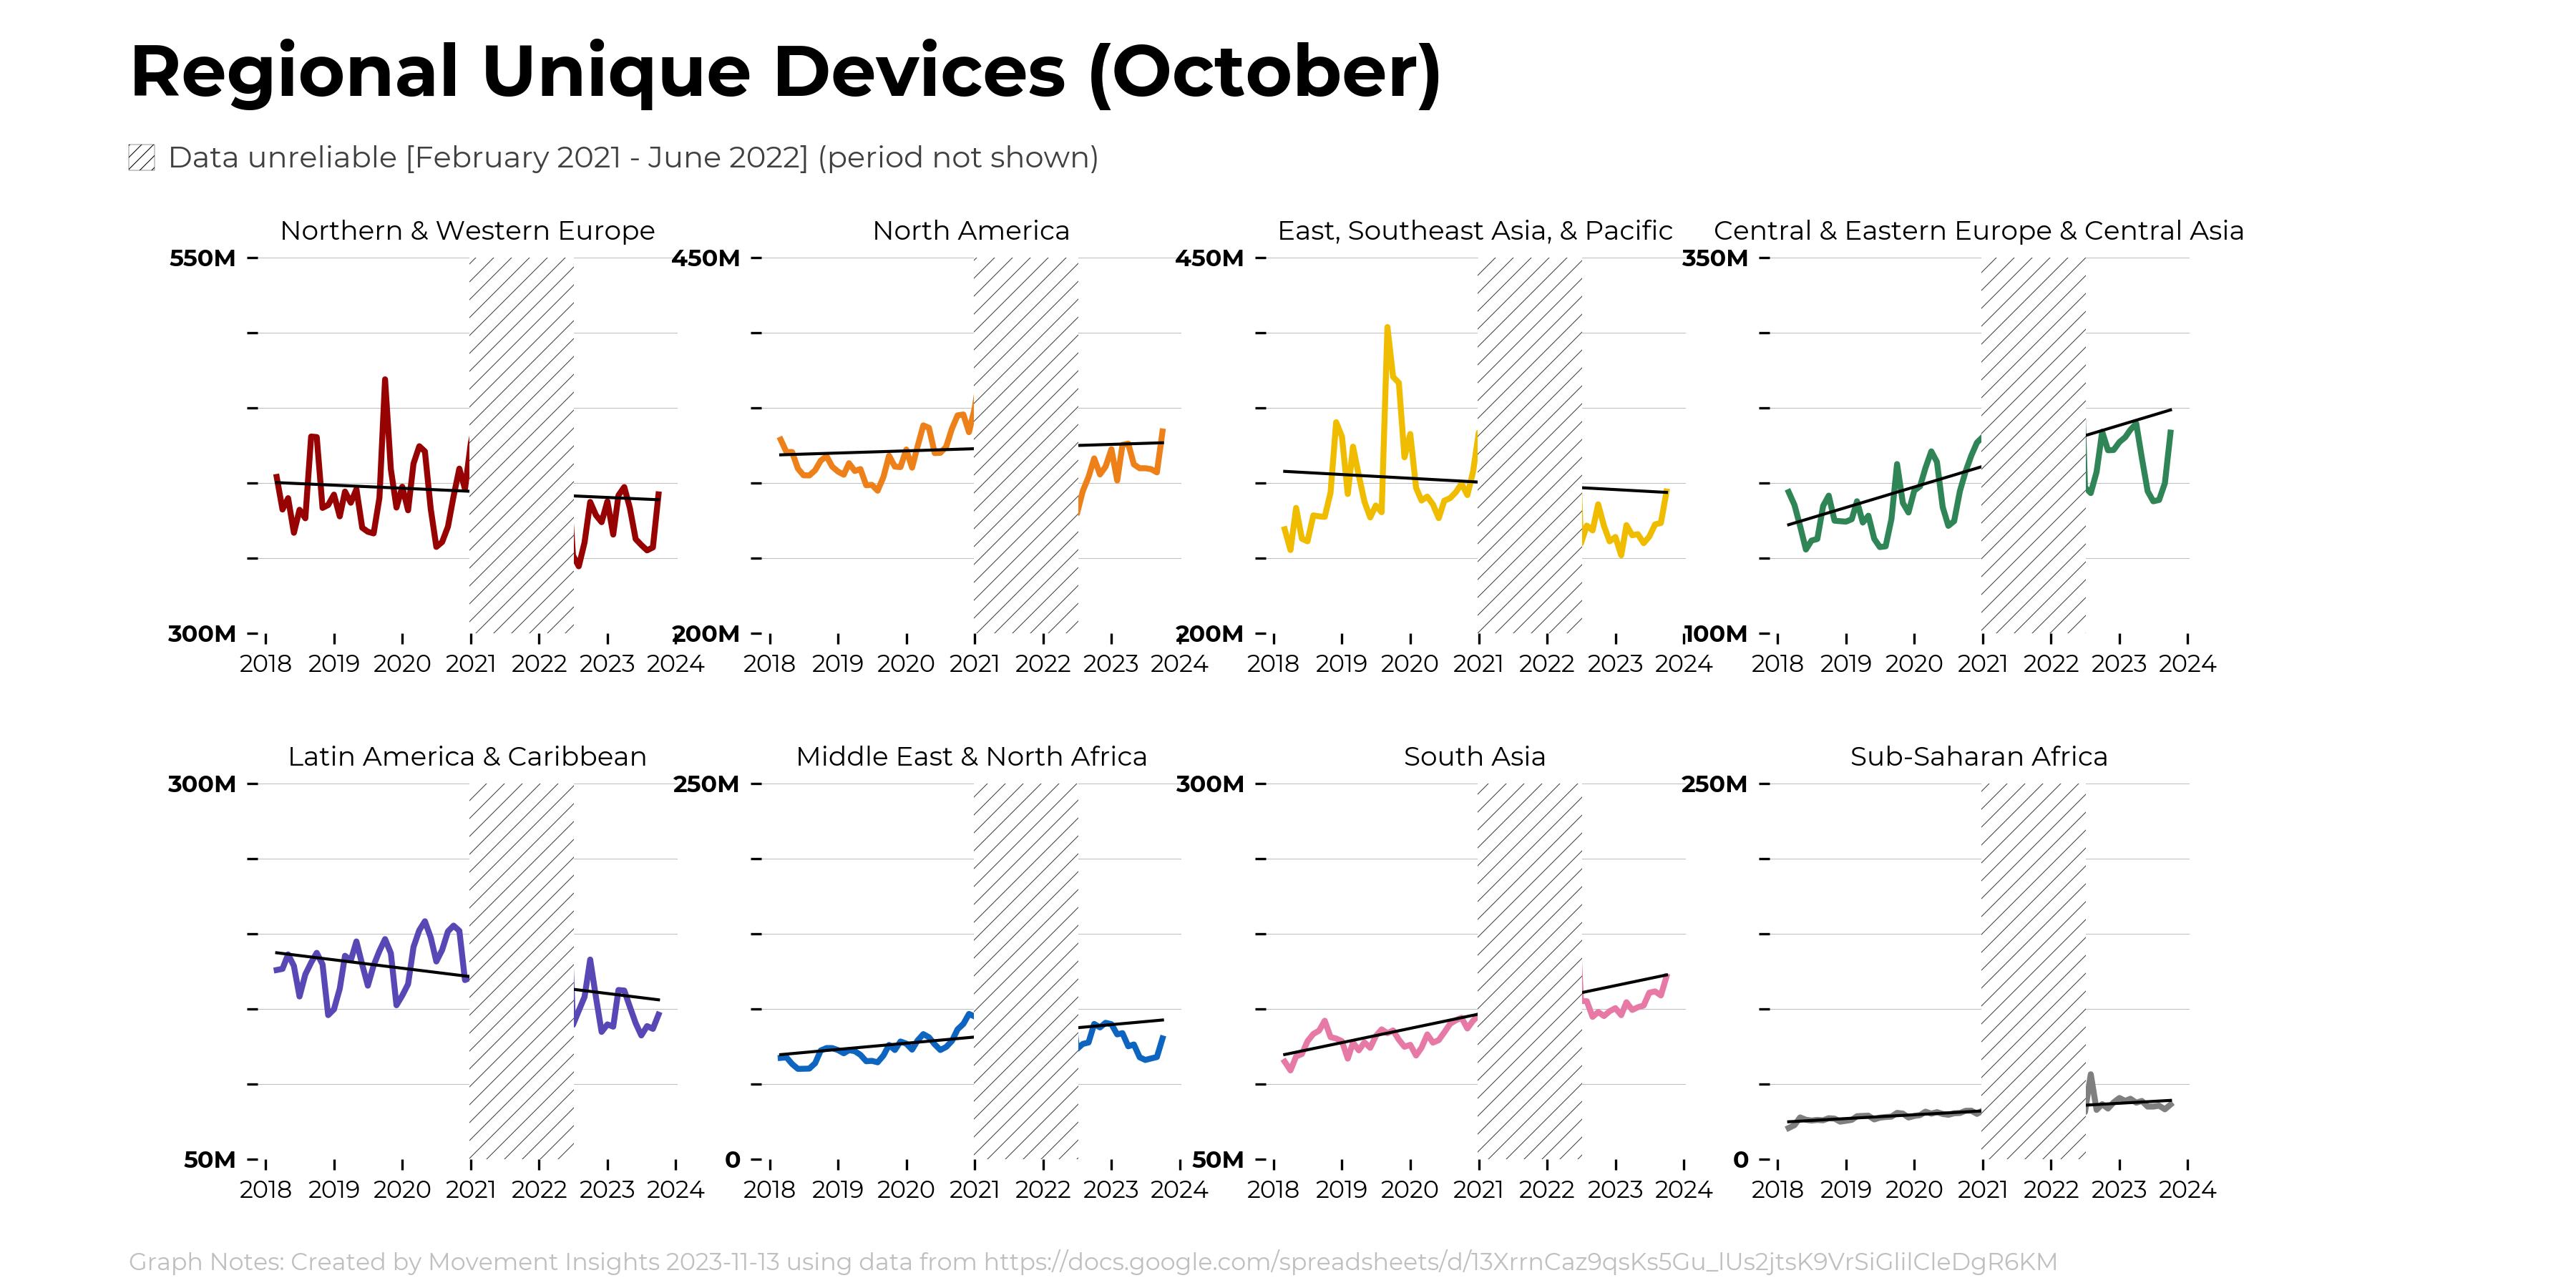 Regional Unique Devices (October)
Data unreliable [February 2021 - June 2022] (period not shown)
Northern & Western Europe
550M
300M
2018 2019 2020 2021 2022 2023 2024
North America
450M
200M
2018 2019 2020 2021 2022 2023 2024
East, Southeast Asia, & Pacific
450M
200M
2018 2019 2020 2021 2022 2023 2024
Central & Eastern Europe & Central Asia
350M
100M
2018 2019 2020 2021 2022 2023 2024
Latin America & Caribbean
300M
50M
2018 2019 2020 2021 2022 2023 2024
Middle East & North Africa
250M
0
2018 2019 2020 2021 2022 2023 2024
South Asia
300M
50M
2018 2019 2020 2021 2022 2023 2024
Sub-Saharan Africa
250M
0
2018 2019 2020 2021 2022 2023 2024
Graph Notes: Created by Movement Insights 2023-11-13 using data from https://docs.google.com/spreadsheets/d/13XrrnCaz9qsKs5Gu_lUs2jtsK9VrSiGlilCleDgR6KM